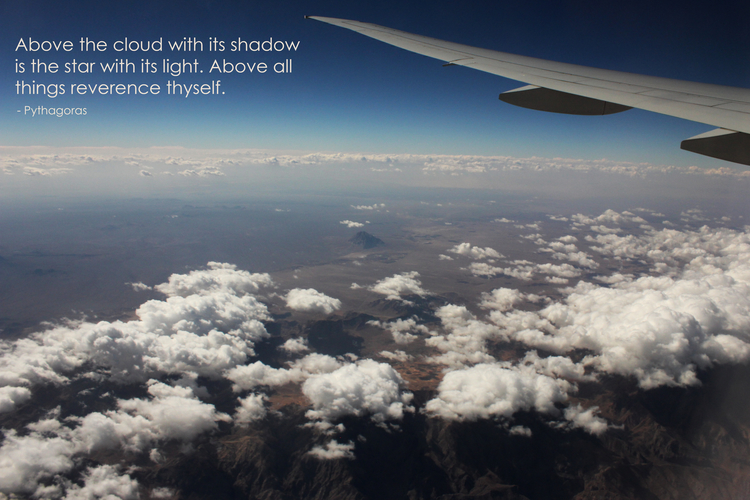 Above the cloud with its shadow
is the star with its light. Above all
things reverence thyself.
- Pythagoras